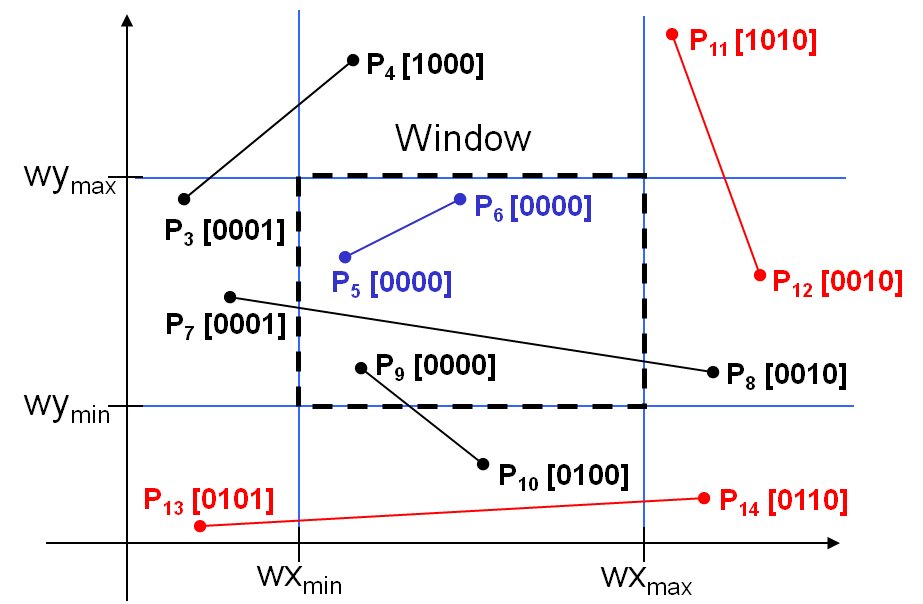 P11 [1010]
P4 [1000]
Window
wymax
P6 [0000]
P3 [0001]
P5 [0000]
P12 [0010]
P7 [0001]
P9 [0000]
P8 [0010]
wymin
P10 [0100]
P13 [0101]
P14 [0110]
wxmin
wxmax